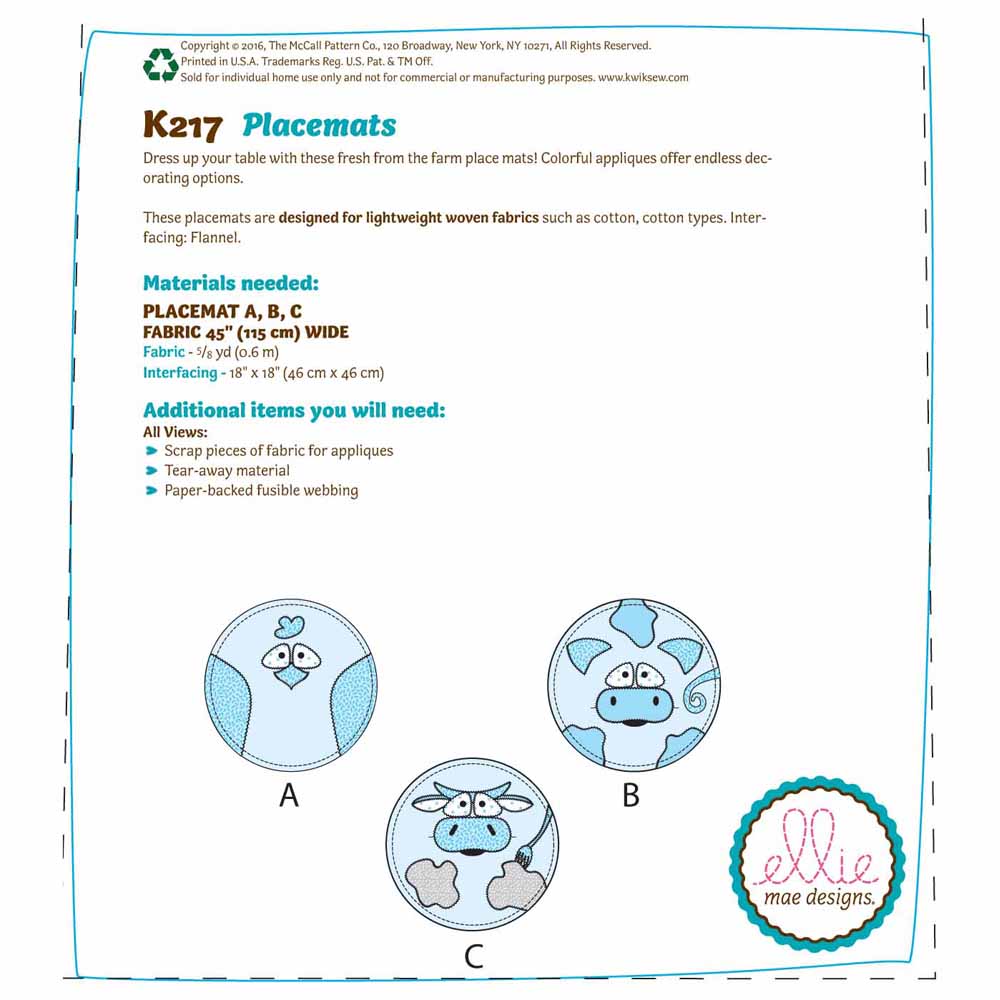 Copyright © 2016, The McCall Pattern Co., 120 Broadway, New York, NY 10271, All Rights Reserved.
Printed in U.S.A. Trademarks Reg. U.S. Pat. & TM Off.
Sold for individual home use only and not for commercial or manufacturing purposes. www.kwiksew.com
K217 Placemats
Dress up your table with these fresh from the farm place mats! Colorful appliques offer endless dec-
orating options.
These placemats are designed for lightweight woven fabrics such as cotton, cotton types. Inter-
facing: Flannel.
Materials needed:
PLACEMAT A, B, C
FABRIC 45" (115 cm) WIDE
Fabric - 5/8 yd (0.6 m)
Interfacing - 18" x 18" (46 cm x 46 cm)
Additional items you will need:
All Views:
Scrap pieces of fabric for appliques
Tear-away material
Paper-backed fusible webbing
A
B
C
ellie
mae designs.